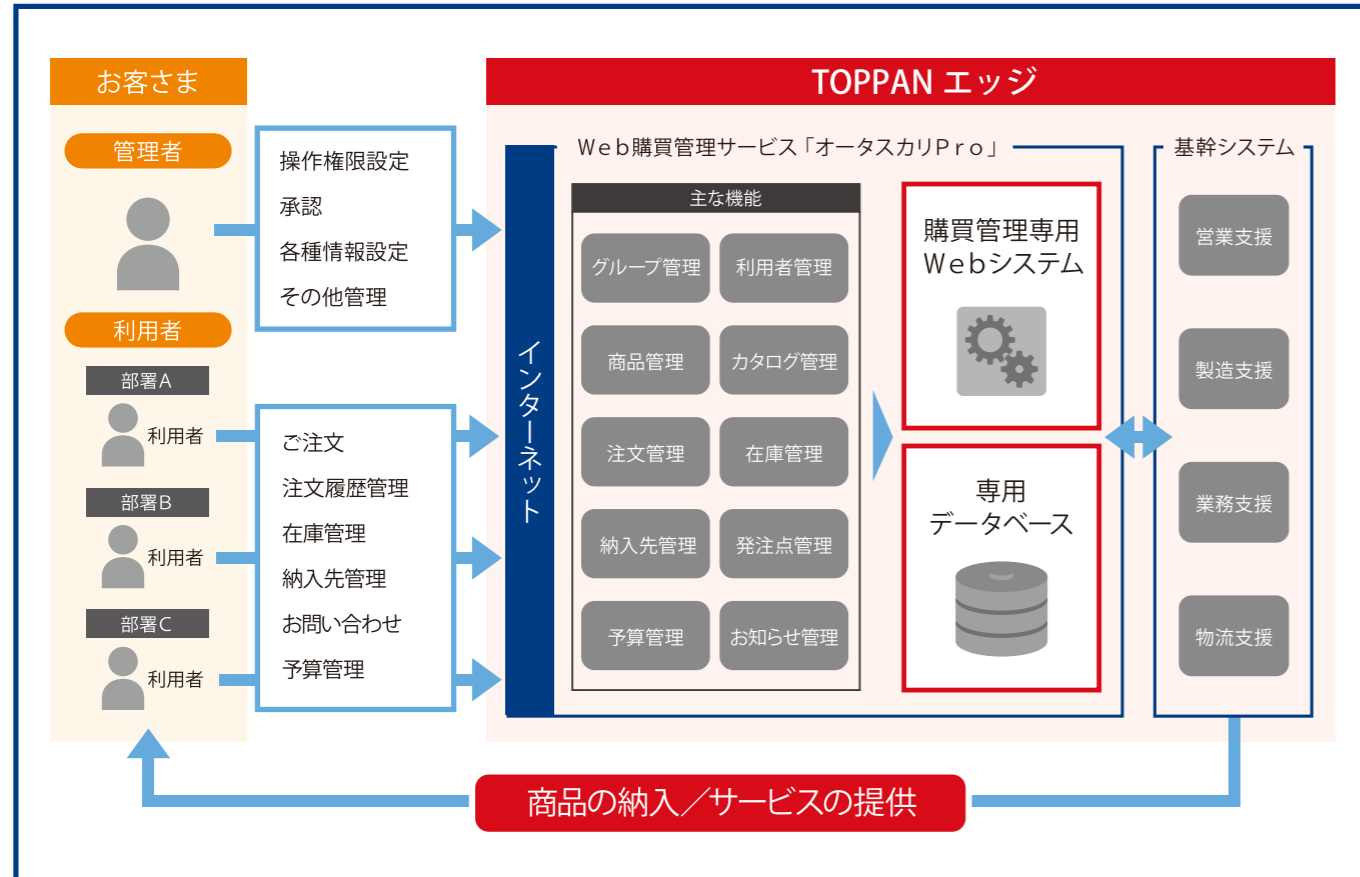 お客さま
管理者
操作権限設定
承認
各種情報設定
その他管理
利用者
部署A
利用者
部署B
利用者
部署C
利用者
ご注文
注文履歴管理
在庫管理
納入先管理
お問い合わせ
予算管理
TOPPAN エッジ
インターネット
Web購買管理サービス「オータスカリPro」
主な機能
グループ管理
利用者管理
商品管理
カタログ管理
注文管理
在庫管理
納入先管理
発注点管理
予算管理
お知らせ管理
購買管理専用
Webシステム
専用
データベース
基幹システム
営業支援
製造支援
業務支援
物流支援
商品の納入／サービスの提供